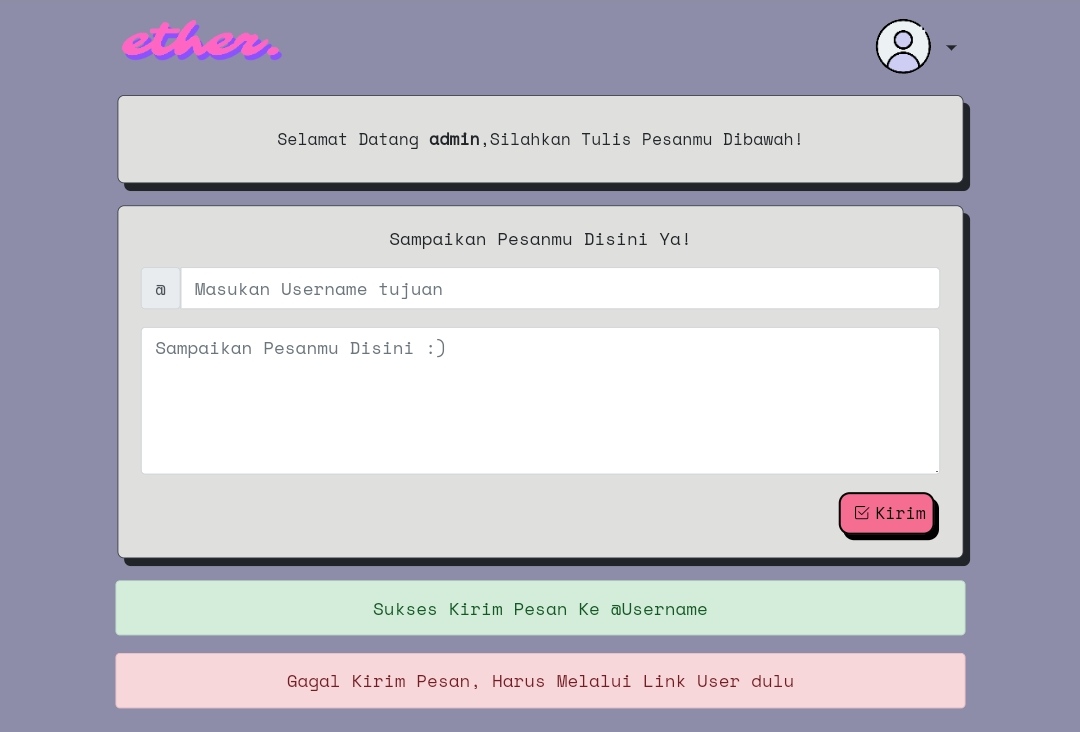 ether.
Selamat Datang admin,Silahkan Tulis Pesanmu Dibawah!
Sampaikan Pesanmu Disini Ya!
@ Masukan Username tujuan
Sampaikan Pesanmu Disini :)
Kirim
Sukses Kirim Pesan Ke @Username
Gagal Kirim Pesan, Harus Melalui Link User dulu